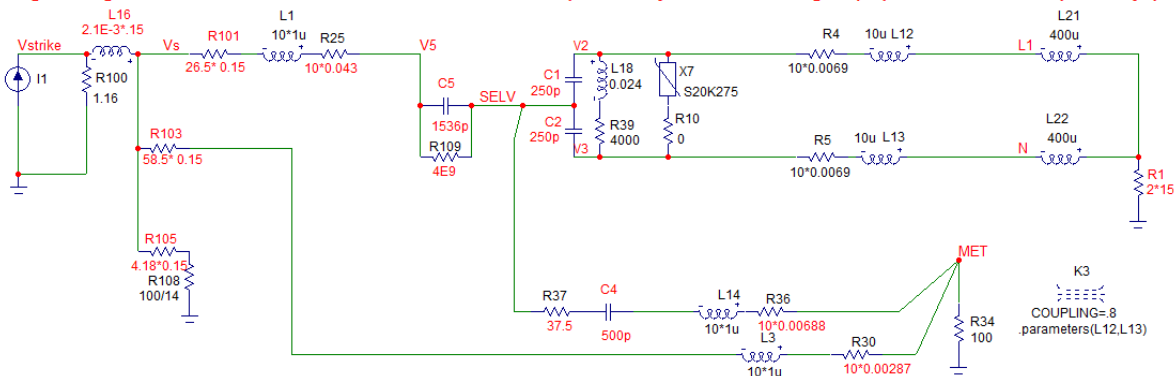 L16
2.1E-3*.15
Vstrike
I1
R100
1.16
Vs
R101
26.5* 0.15
L1
10*1u
R25
10*0.043
V5
C5
1536p
R109
4E9
SELV
V2
C1
250p
C2
250p
V3
L18
0.024
R39
4000
X7
S20K275
R10
0
R4
10*0.0069
10u L12
L1
L21
400u
R5
10*0.0069
10u L13
N
L22
400u
R1
2*15
R103
58.5* 0.15
R105
4.18*0.15
R108
100/14
R37
37.5
C4
500p
L14
10*1u
R36
10*0.00688
MET
L3
10*1u
R30
10*0.00287
R34
100
K3
COUPLING=.8
.parameters(L12,L13)